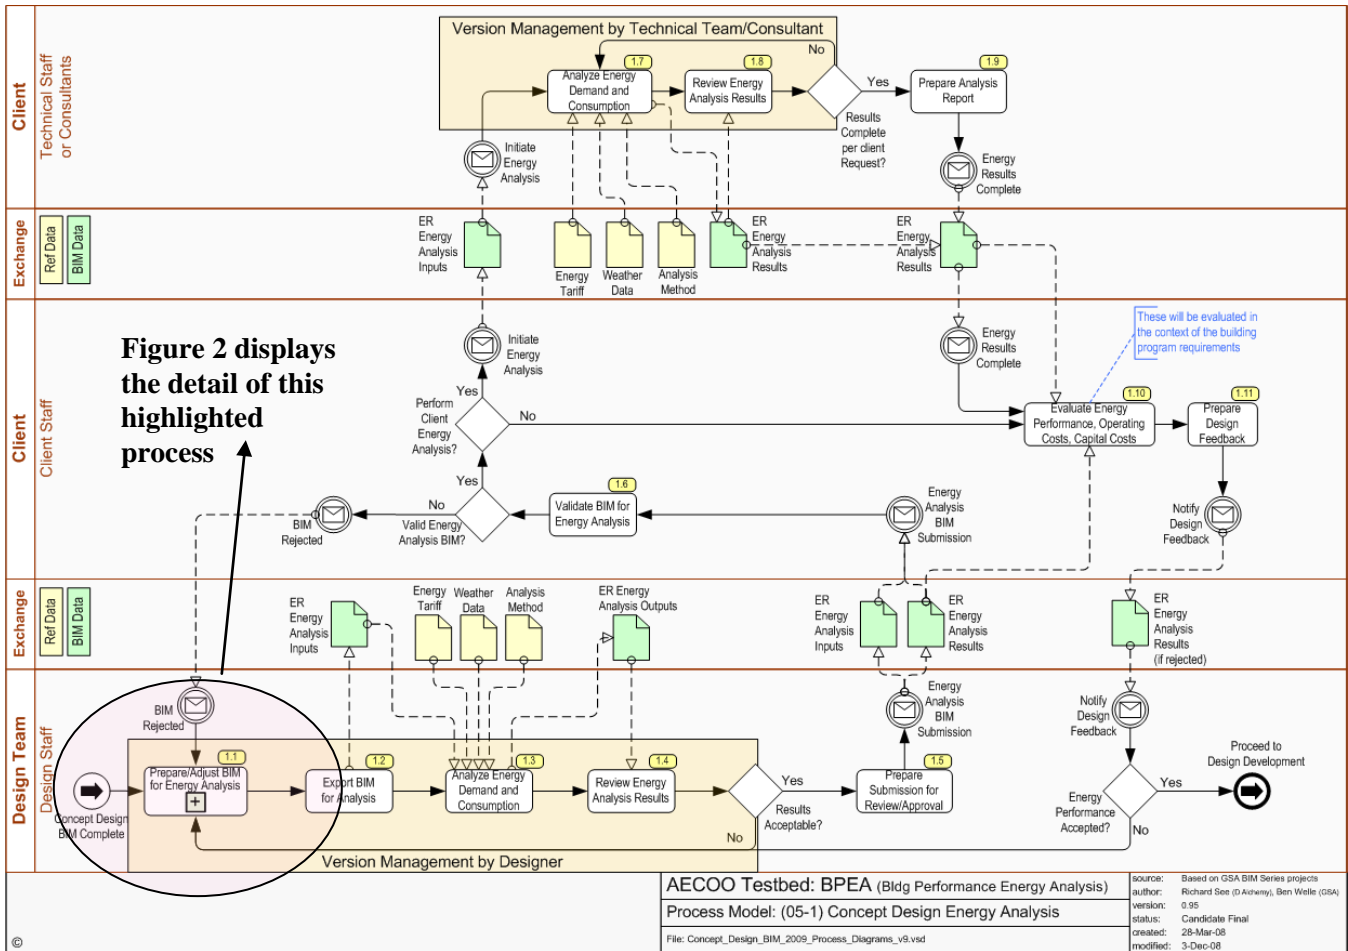 Version Management by Technical Team/Consultant
No
1.7
1.8
1.9
Analyze Energy
Demand and
Consumption
Review Energy
Analysis Results
Yes
Prepare Analysis
Report
Results
Complete
per client
Request?
Initiate
Energy
Analysis
Energy
Results
Complete
Client
Technical Staff
or Consultants
Exchange
Ref Data
BIM Data
ER
Energy
Analysis
Inputs
Energy
Tariff
Weather
Data
Analysis
Method
ER
Energy
Analysis
Results
ER
Energy
Analysis
Results
Client
Client Staff
Figure 2 displays
the detail of this
highlighted
process
Initiate
Energy
Analysis
Energy
Results
Complete
These will be evaluated in
the context of the building
program requirements
Yes
Perform
Client
Energy
Analysis?
No
1.10
Evaluate Energy
Performance, Operating
Costs, Capital Costs
1.11
Prepare
Design
Feedback
Yes
No
Valid Energy
Analysis BIM?
1.6
Validate BIM for
Energy Analysis
BIM
Rejected
Energy
Analysis
BIM
Submission
Notify
Design
Feedback
Exchange
Ref Data
BIM Data
ER
Energy
Analysis
Inputs
Energy
Tariff
Weather
Data
Analysis
Method
ER Energy
Analysis Outputs
ER
Energy
Analysis
Inputs
ER
Energy
Analysis
Results
ER
Energy
Analysis
Results
(if rejected)
Design Team
Design Staff
BIM
Rejected
1.1
Prepare/Adjust BIM
for Energy Analysis
Concept Design
BIM Complete
1.2
Export BIM
for Analysis
1.3
Analyze Energy
Demand and
Consumption
1.4
Review Energy
Analysis Results
Yes
Results
Acceptable?
No
1.5
Prepare
Submission for
Review/Approval
Energy
Analysis
BIM
Submission
Notify
Design
Feedback
Energy
Performance
Accepted?
Yes
No
Proceed to
Design Development
Version Management by Designer
AECOO Testbed: BPEA (Bldg Performance Energy Analysis)
Process Model: (05-1) Concept Design Energy Analysis
File: Concept_Design_BIM_2009_Process_Diagrams_v9.vsd
source: Based on GSA BIM Series projects
author: Richard See (D Alchemy), Ben Welle (GSA)
version: 0.95
status: Candidate Final
created: 28-Mar-08
modified: 3-Dec-08
©